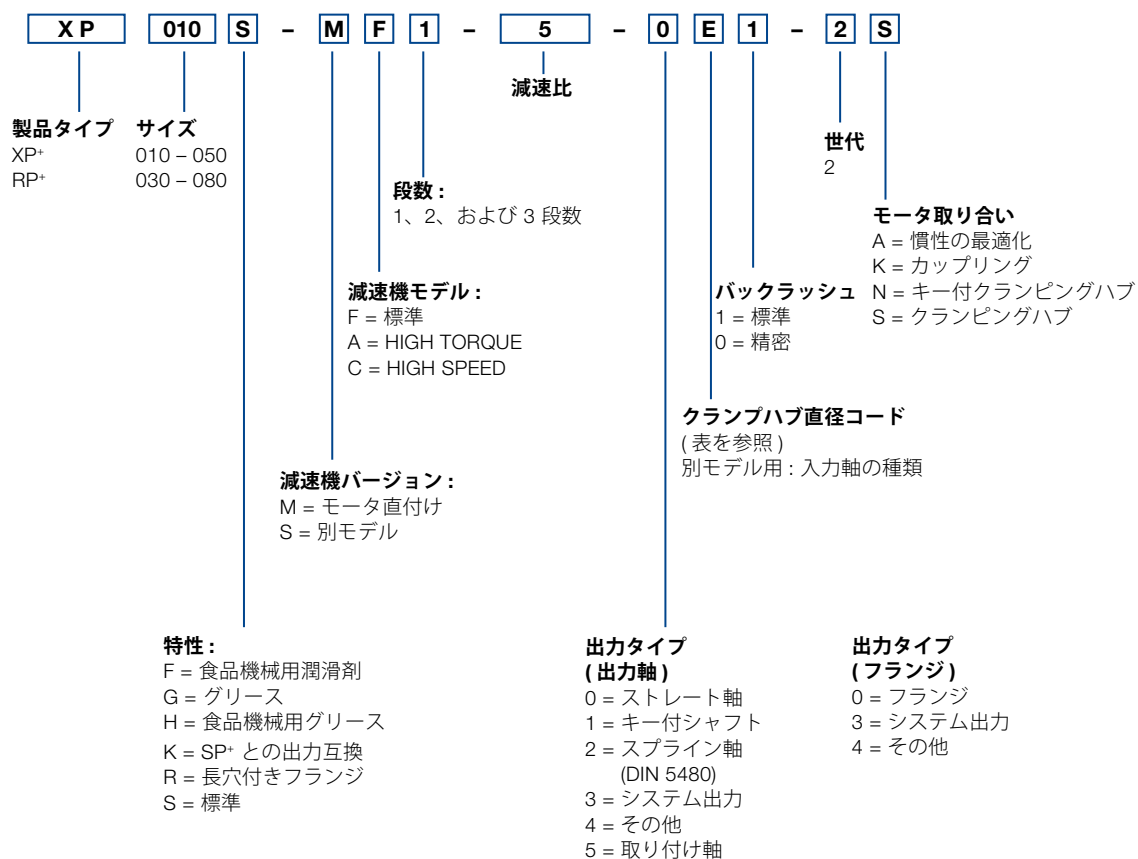 XP 010 S – M F 1 – 5 – 0 E 1 – 2 S
減速比
製品タイプ
XP+
RP+
サイズ
010 – 050
030 – 080
世代
2
段数 :
1、2、および 3 段数
モータ取り合い
A = 慣性の最適化
K = カップリング
N = キー付クランピングハブ
S = クランピングハブ
減速機モデル :
F = 標準
A = HIGH TORQUE
C = HIGH SPEED
バックラッシュ
1 = 標準
0 = 精密
クランプハブ直径コード
( 表を参照 )
別モデル用 : 入力軸の種類
減速機バージョン :
M = モータ直付け
S = 別モデル
特性 :
F = 食品機械用潤滑剤
G = グリース
H = 食品機械用グリース
K = SP+ との出力互換
R = 長穴付きフランジ
S = 標準
出力タイプ
( 出力軸 )
0 = ストレート軸
1 = キー付シャフト
2 = スプライン軸
(DIN 5480)
3 = システム出力
4 = その他
5 = 取り付け軸
出力タイプ
( フランジ )
0 = フランジ
3 = システム出力
4 = その他